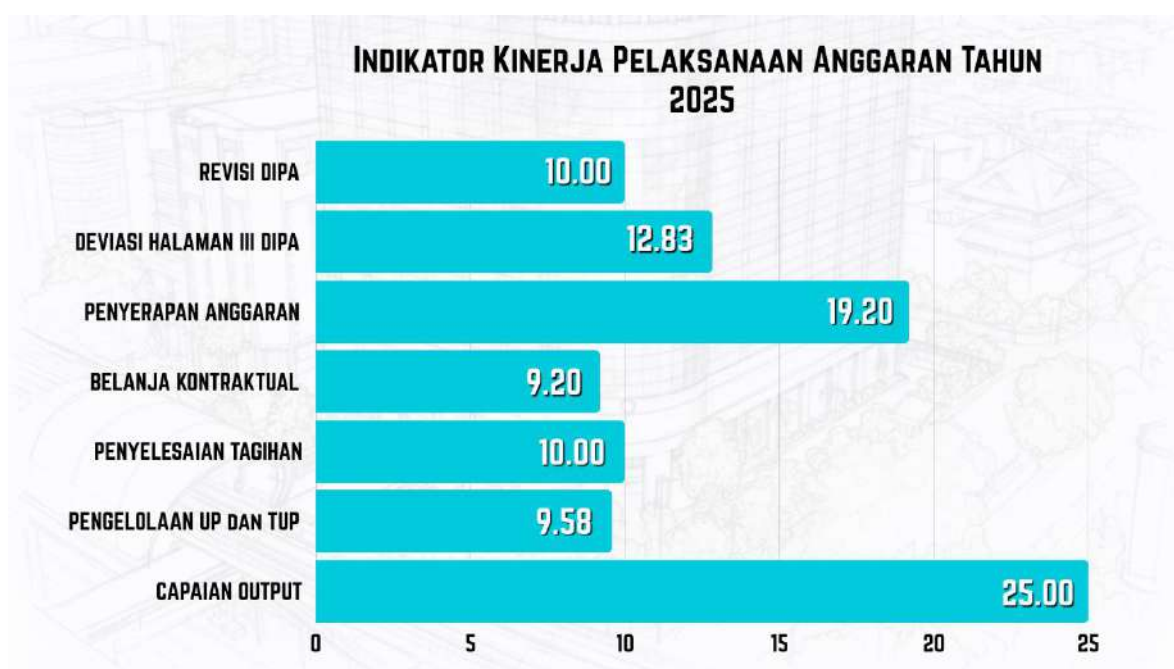 INDIKATOR KINERJA PELAKSANAAN ANGGARAN TAHUN
2025
REVISI DIPA
10.00
DEVIASI HALAMAN III DIPA
12.83
PENYERAPAN ANGGARAN
19.20
BELANJA KONTRAKTUAL
9.20
PENYELESAIAN TAGIHAN
10.00
PENGELOLAAN UP DAN TUP
9.58
CAPAIAN OUTPUT
25.00
0 5 10 15 20 25